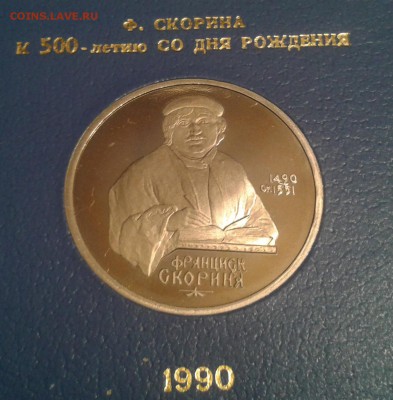 COINS.LAVE.RU
Ф. СКОРИНА
К 500-летию СО ДНЯ РОЖДЕНИЯ
1490
ОК.1551
ФРАНЦИСК
СКОРИНА
1990